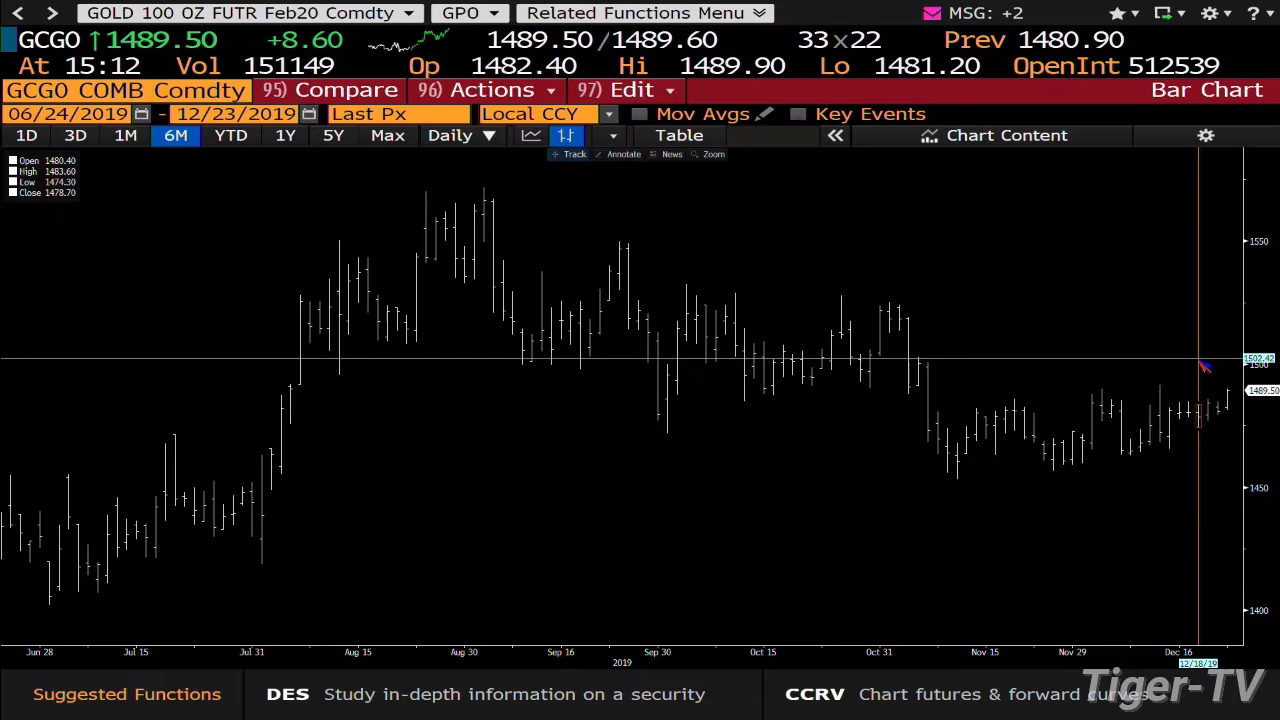 < > GOLD 100 OZ FUTR Feb20 Comdty GPO Related Functions Menu MSG: +2 ?
GCG0 ↑1489.50 +8.60 1489.50/1489.60 33x22 Prev 1480.90
At 15:12 Vol 151149 Op 1482.40 Hi 1489.90 Lo 1481.20 OpenInt 512539
GCG0 COMB Comdty 95) Compare 96) Actions 97) Edit Bar Chart
06/24/2019 - 12/23/2019 Last Px Local CCY Mov Avgs Key Events
1D 3D 1M 6M YTD 1Y 5Y Max Daily ▼ Table « Chart Content
Track Annotate News Zoom
Open 1480.40
High 1483.60
Low 1474.30
Close 1478.70
1550
1502.42
1500
1489.50
1450
1400
Jun 28 Jul 15 Jul 31 Aug 15 Aug 30 Sep 16 Sep 30 Oct 15 Oct 31 Nov 15 Nov 29 Dec 16
2019 12/18/19
Suggested Functions DES Study in-depth information on a security CCRV Chart futures & forward curves
Tiger-TV